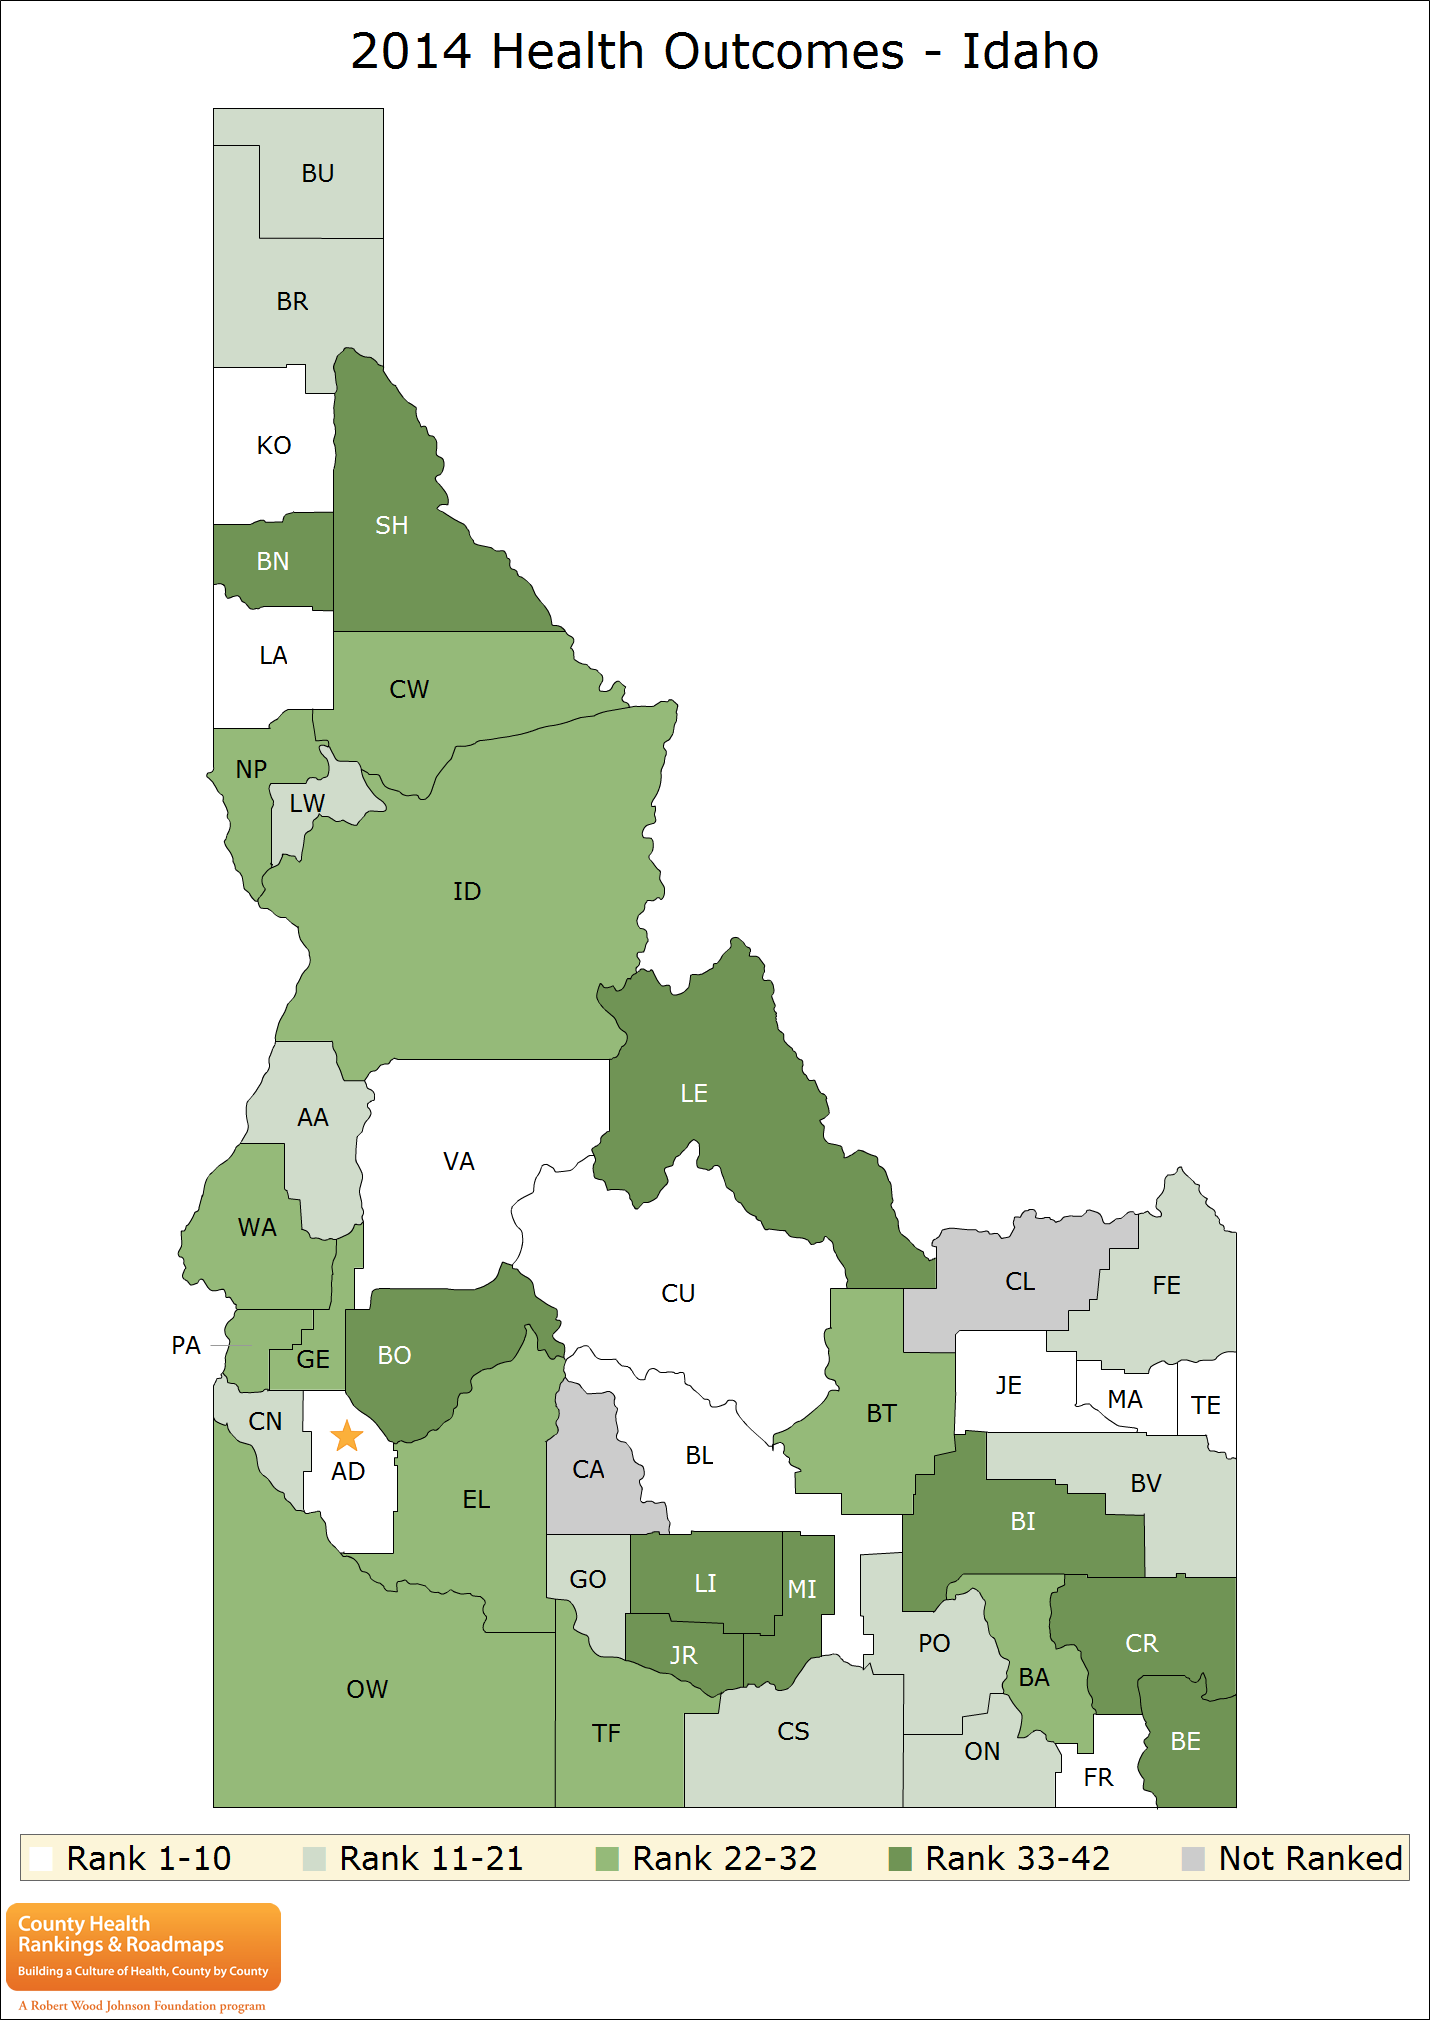 2014 Health Outcomes - Idaho
BU
BR
KO
SH
BN
LA
CW
NP
LW
ID
LE
AA
VA
WA
CU
CL
FE
PA
GE
BO
JE
MA
TE
BT
CN
AD
BL
CA
BV
EL
BI
GO
LI
MI
PO
CR
JR
BA
OW
TF
CS
ON
BE
FR
Rank 1-10 Rank 11-21 Rank 22-32 Rank 33-42 Not Ranked
County Health
Rankings & Roadmaps
Building a Culture of Health, County by County
A Robert Wood Johnson Foundation program